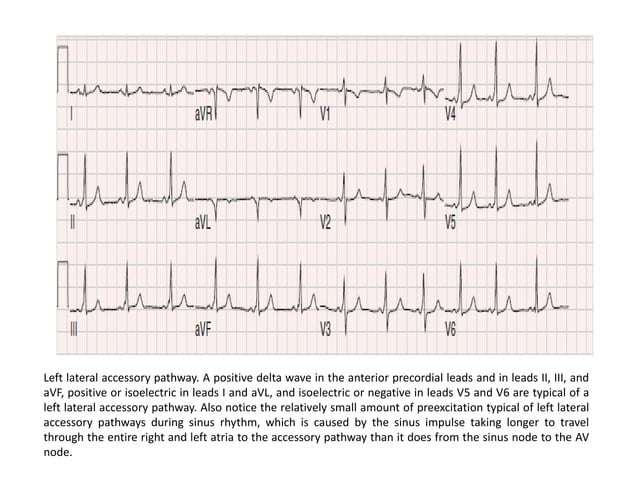 I aVR V1 V4
II aVL V2 V5
III aVF V3 V6
Left lateral accessory pathway. A positive delta wave in the anterior precordial leads and in leads II, III, and
aVF, positive or isoelectric in leads I and aVL, and isoelectric or negative in leads V5 and V6 are typical of a
left lateral accessory pathway. Also notice the relatively small amount of preexcitation typical of left lateral
accessory pathways during sinus rhythm, which is caused by the sinus impulse taking longer to travel
through the entire right and left atria to the accessory pathway than it does from the sinus node to the AV
node.